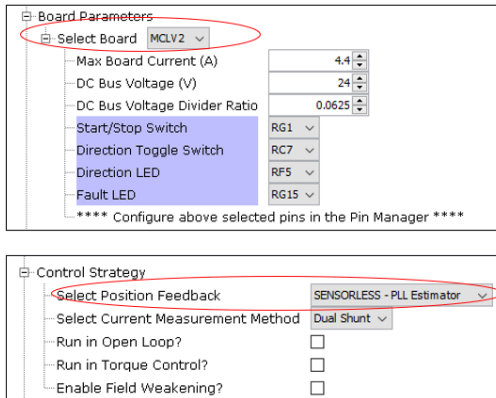 Board Parameters
Select Board MCLV2
Max Board Current (A) 4.4
DC Bus Voltage (V) 24
DC Bus Voltage Divider Ratio 0.0625
Start/Stop Switch RG1
Direction Toggle Switch RC7
Direction LED RF5
Fault LED RG15
**** Configure above selected pins in the Pin Manager ****
Control Strategy
Select Position Feedback SENSORLESS - PLL Estimator
Select Current Measurement Method Dual Shunt
Run in Open Loop?
Run in Torque Control?
Enable Field Weakening?